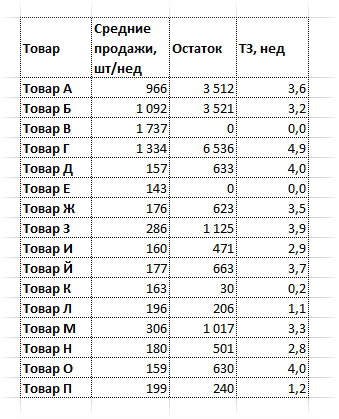 Товар Средние продажи, шт/нед Остаток ТЗ, нед
Товар А 966 3 512 3,6
Товар Б 1 092 3 521 3,2
Товар В 1 737 0 0,0
Товар Г 1 334 6 536 4,9
Товар Д 157 633 4,0
Товар Е 143 0 0,0
Товар Ж 176 623 3,5
Товар З 286 1 125 3,9
Товар И 160 471 2,9
Товар Й 177 663 3,7
Товар К 163 30 0,2
Товар Л 196 206 1,1
Товар М 306 1 017 3,3
Товар Н 180 501 2,8
Товар О 159 630 4,0
Товар П 199 240 1,2